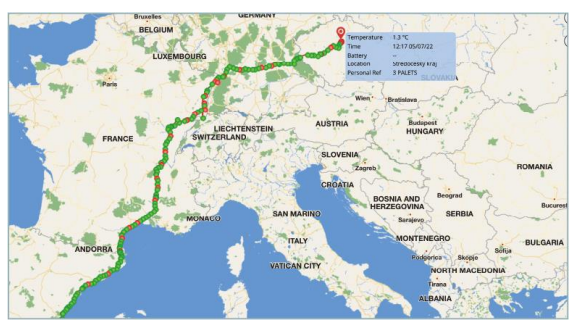 Bruxelles
GERMANY
BELGIUM
LUXEMBOURG
Paris
Temperature 1.3 °C
Time 12:17 05/07/22
Battery --
Location Stredocesky kraj
Personal Ref 3 PALETS
SLOVAKIA
Wien
Bratislava
AUSTRIA
Budapest
HUNGARY
LIECHTENSTEIN
SWITZERLAND
FRANCE
SLOVENIA
Zagreb
ROMANIA
CROATIA
BOSNIA AND
HERZEGOVINA
Beograd
Sarajevo
SERBIA
Bucurest
MONACO
SAN MARINO
ITALY
MONTENEGRO
Podgorica
Skopje
Sofija
BULGARIA
ANDORRA
VATICAN CITY
NORTH MACEDONIA
Tirana
ALBANIA